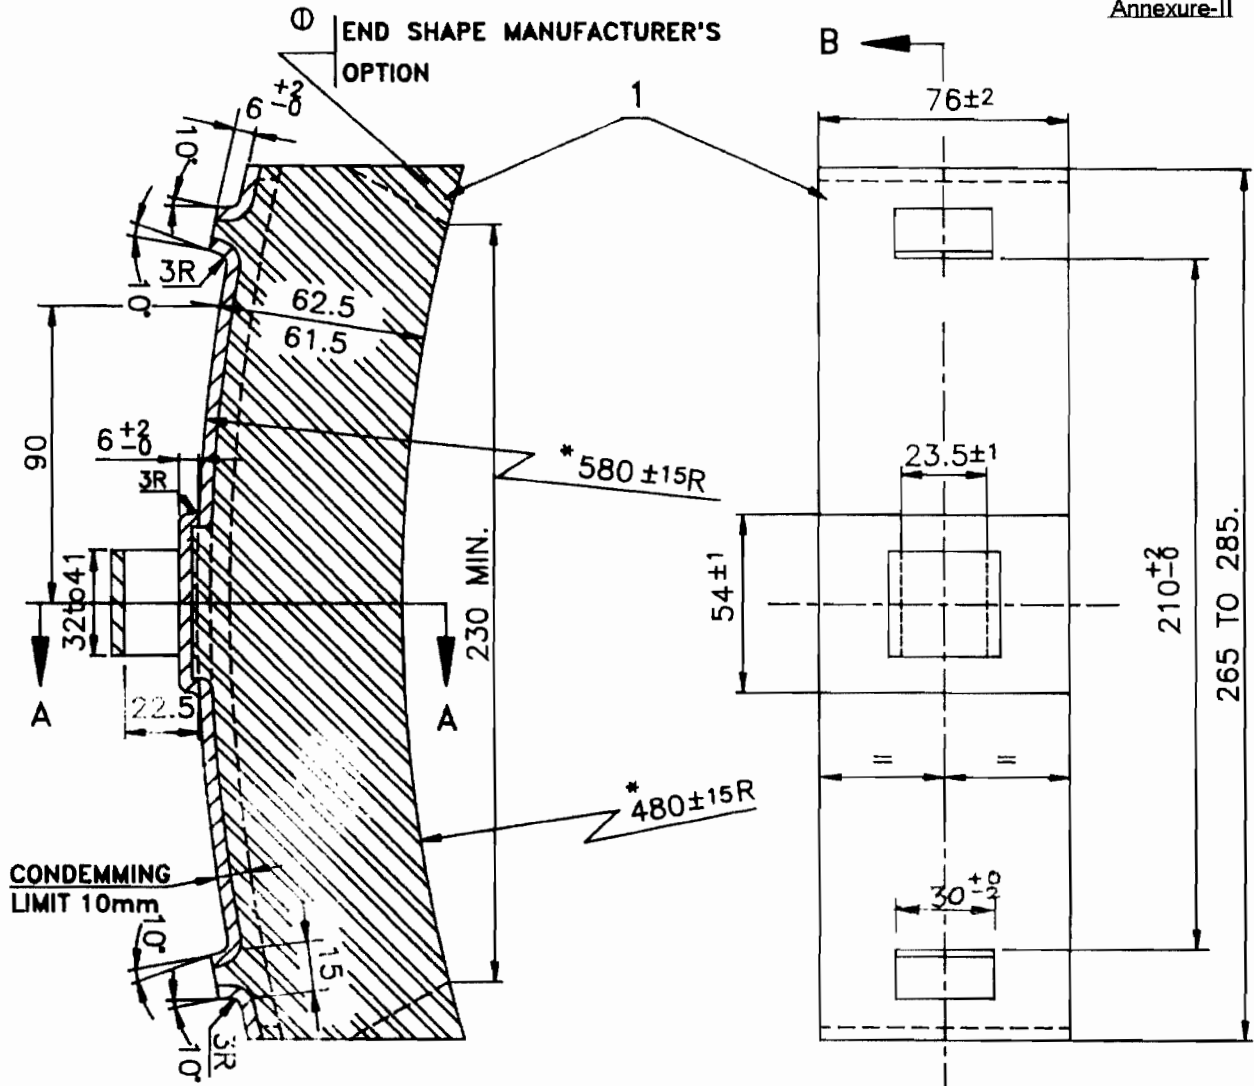 Annexure-II
① END SHAPE MANUFACTURER'S
OPTION
B
1
76±2
6 +2 -0
10°
3R
10°
62.5
61.5
90
6 +2 -0
3R
*580 ±15R
23.5±1
54±1
32to41
230 MIN.
210 +2 -0
265 TO 285.
A
A
22.5
=
=
*480±15R
CONDEMMING
LIMIT 10mm
30 +0 -2
10°
15
3R
10°